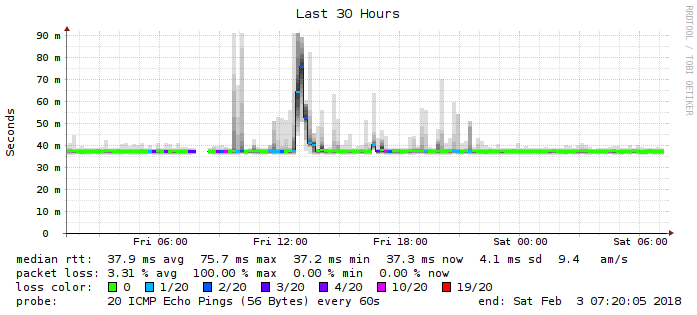 Last 30 Hours
RRDTOOL / TOBI OETIKER
Seconds
90 m
80 m
70 m
60 m
50 m
40 m
30 m
20 m
10 m
0
Fri 06:00 Fri 12:00 Fri 18:00 Sat 00:00 Sat 06:00
median rtt: 37.9 ms avg 75.7 ms max 37.2 ms min 37.3 ms now 4.1 ms sd 9.4 am/s
packet loss: 3.31 % avg 100.00 % max 0.00 % min 0.00 % now
loss color: 0 1/20 2/20 3/20 4/20 10/20 19/20
probe: 20 ICMP Echo Pings (56 Bytes) every 60s end: Sat Feb 3 07:20:05 2018